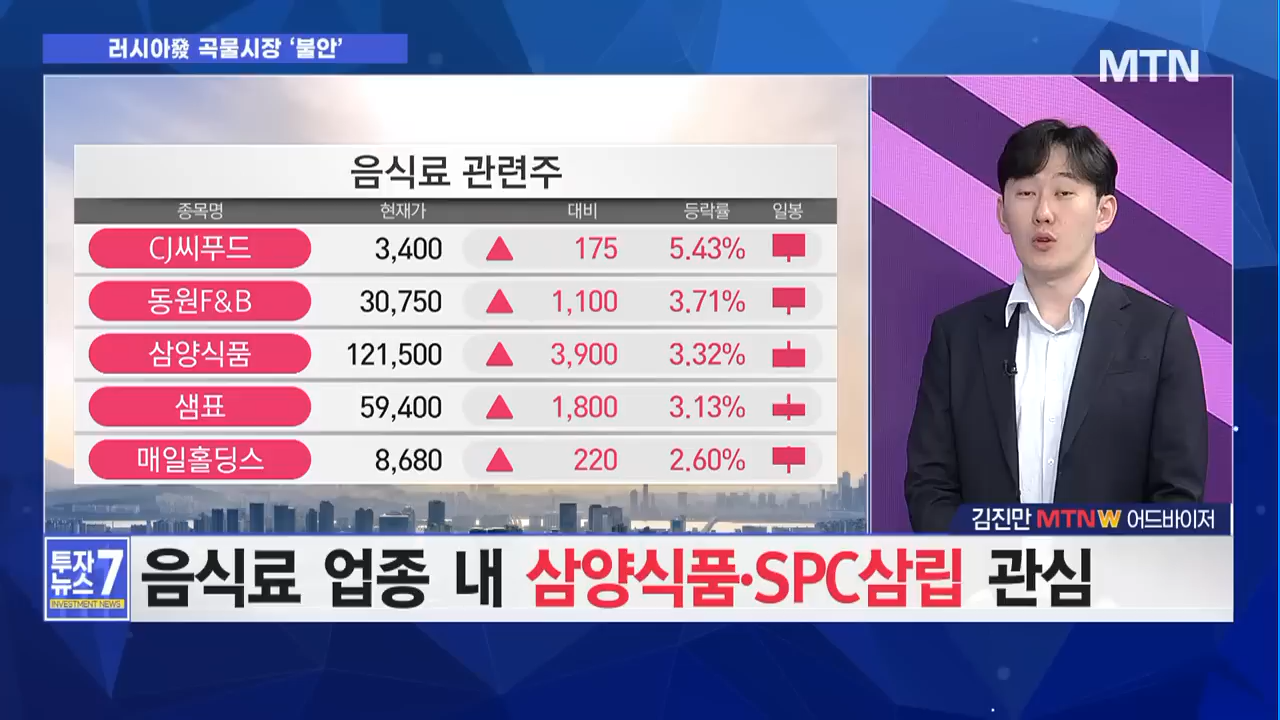 러시아發 곡물시장 ‘불안’
MTN
음식료 관련주
종목명 현재가 대비 등락률 일봉
CJ씨푸드 3,400 ▲ 175 5.43%
동원F&B 30,750 ▲ 1,100 3.71%
삼양식품 121,500 ▲ 3,900 3.32%
샘표 59,400 ▲ 1,800 3.13%
매일홀딩스 8,680 ▲ 220 2.60%
김진만 MTNW 어드바이저
투자
뉴스7
INVESTMENT NEWS
음식료 업종 내 삼양식품·SPC삼립 관심